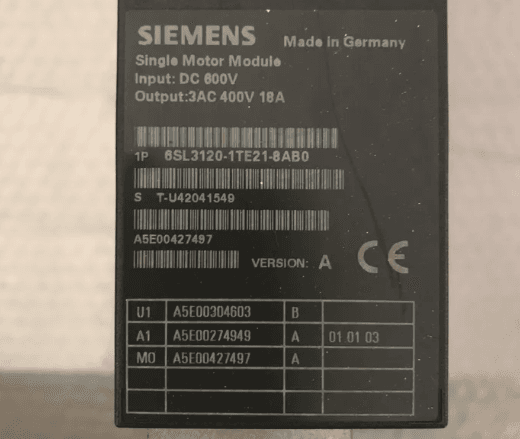 SIEMENS Made in Germany
Single Motor Module
Input: DC 600V
Output:3AC 400V 18A
1P 6SL3120-1TE21-8AB0
S T-U42041549
A5E00427497
VERSION: A CE
U1 A5E00304603 B
A1 A5E00274949 A 01 01 03
M0 A5E00427497 A